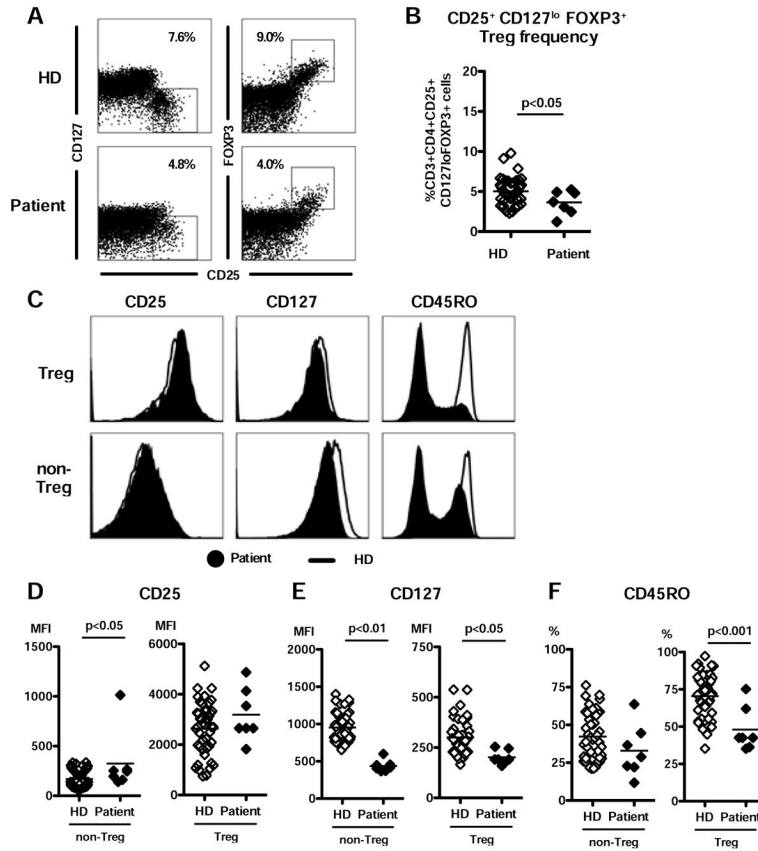 A
7.6%
9.0%
HD
CD127
FOXP3
4.8%
4.0%
Patient
CD25
B
CD25⁺ CD127ˡᵒ FOXP3⁺
Treg frequency
%CD3+CD4+CD25+
CD127loFOXP3+ cells
20
15
10
5
0
p<0.05
HD Patient
C
CD25 CD127 CD45RO
Treg
non-
Treg
Patient HD
D CD25
MFI
1500
1000
500
0
p<0.05
HD Patient
non-Treg
MFI
6000
4000
2000
0
HD Patient
Treg
E CD127
MFI
2000
1500
1000
500
0
p<0.01
HD Patient
non-Treg
MFI
750
500
250
0
p<0.05
HD Patient
Treg
F CD45RO
%
100
75
50
25
0
HD Patient
non-Treg
%
100
75
50
25
0
p<0.001
HD Patient
Treg